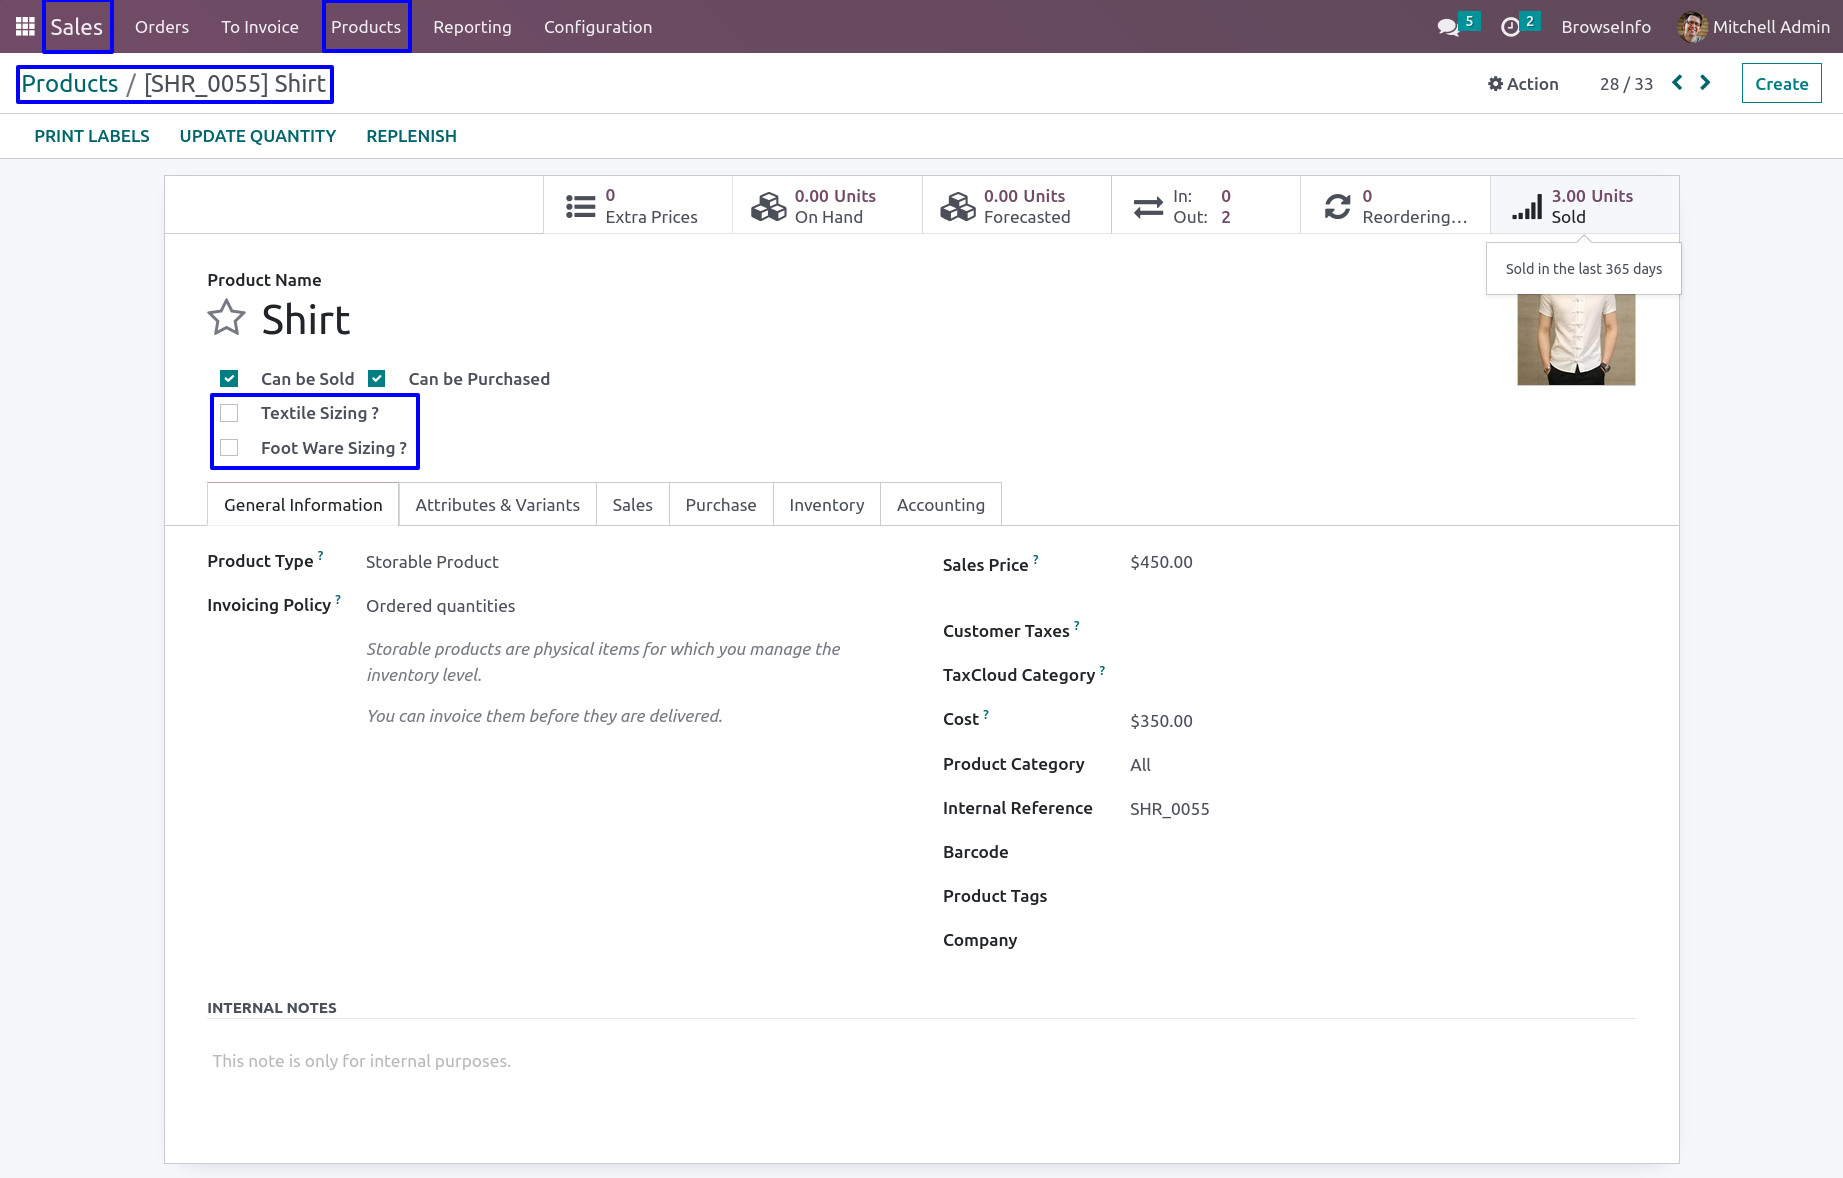 Sales Orders To Invoice Products Reporting Configuration 5 2 BrowseInfo Mitchell Admin
Products / [SHR_0055] Shirt Action 28 / 33 Create
PRINT LABELS UPDATE QUANTITY REPLENISH
0
Extra Prices
0.00 Units
On Hand
0.00 Units
Forecasted
In: 0
Out: 2
0
Reordering...
3.00 Units
Sold
Sold in the last 365 days
Product Name
Shirt
Can be Sold Can be Purchased
Textile Sizing ?
Foot Ware Sizing ?
General Information Attributes & Variants Sales Purchase Inventory Accounting
Product Type ? Storable Product
Invoicing Policy ? Ordered quantities
Storable products are physical items for which you manage the
inventory level.
You can invoice them before they are delivered.
Sales Price ? $450.00
Customer Taxes ?
TaxCloud Category ?
Cost ? $350.00
Product Category All
Internal Reference SHR_0055
Barcode
Product Tags
Company
INTERNAL NOTES
This note is only for internal purposes.